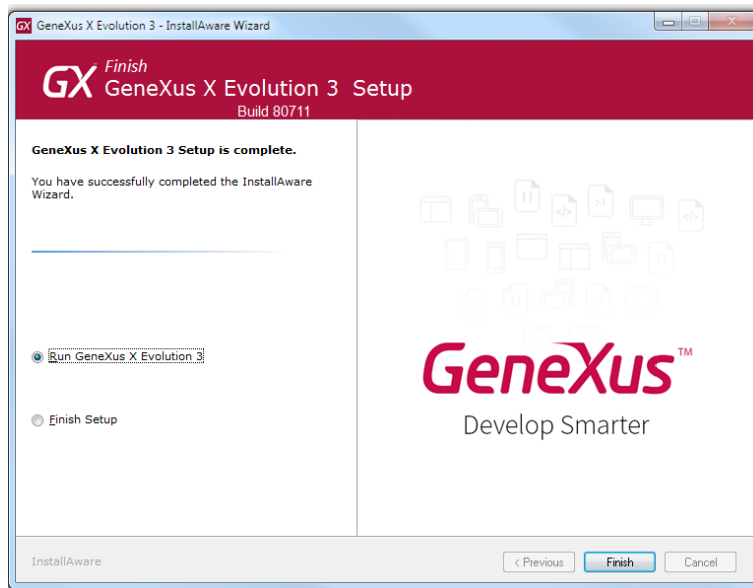 GX GeneXus X Evolution 3 - InstallAware Wizard
GX Finish
GeneXus X Evolution 3 Setup
Build 80711
GeneXus X Evolution 3 Setup is complete.
You have successfully completed the InstallAware
Wizard.
Run GeneXus X Evolution 3
Finish Setup
GeneXus™
Develop Smarter
InstallAware
< Previous
Finish
Cancel